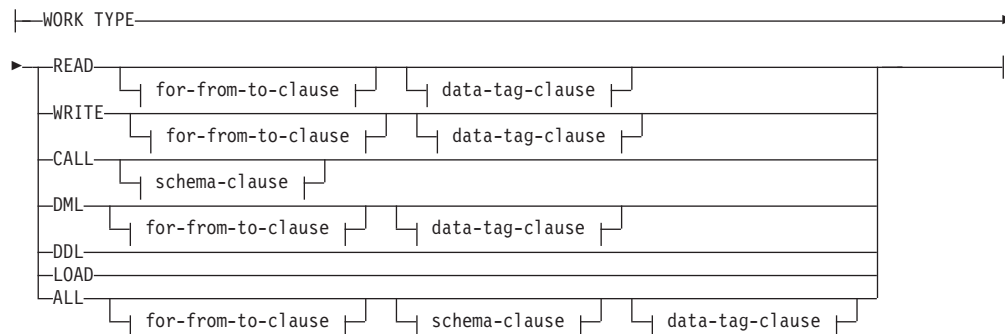 WORK TYPE
READ
for-from-to-clause data-tag-clause
WRITE
for-from-to-clause data-tag-clause
CALL
schema-clause
DML
for-from-to-clause data-tag-clause
DDL
LOAD
ALL
for-from-to-clause schema-clause data-tag-clause